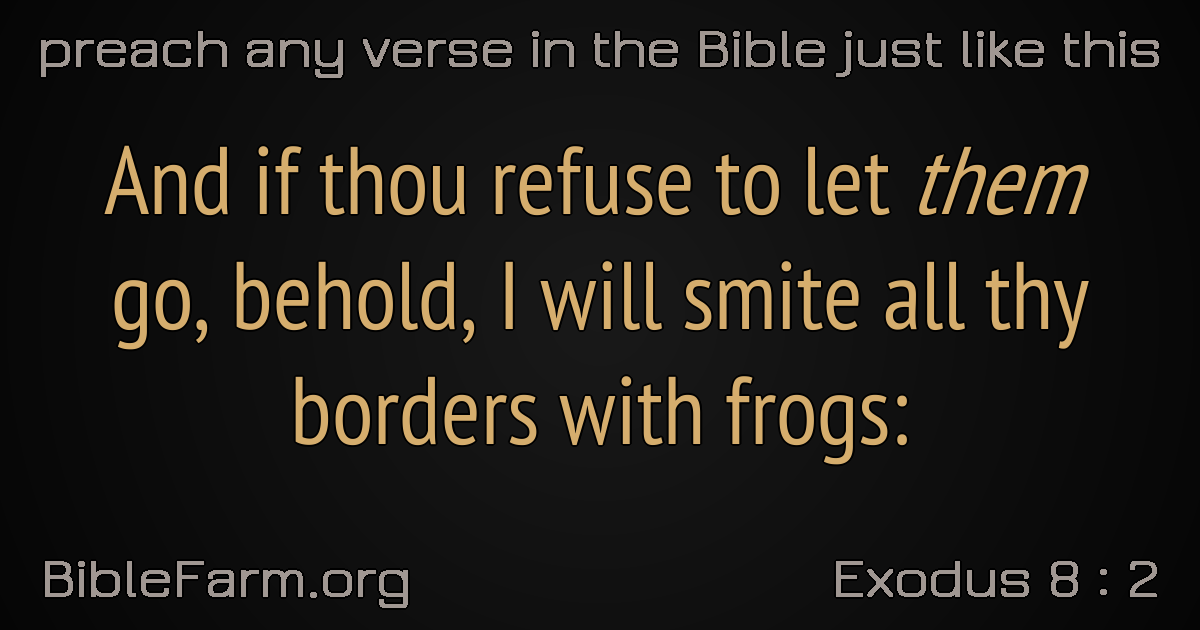 preach any verse in the Bible just like this
And if thou refuse to let them
go, behold, I will smite all thy
borders with frogs:
BibleFarm.org
Exodus 8 : 2